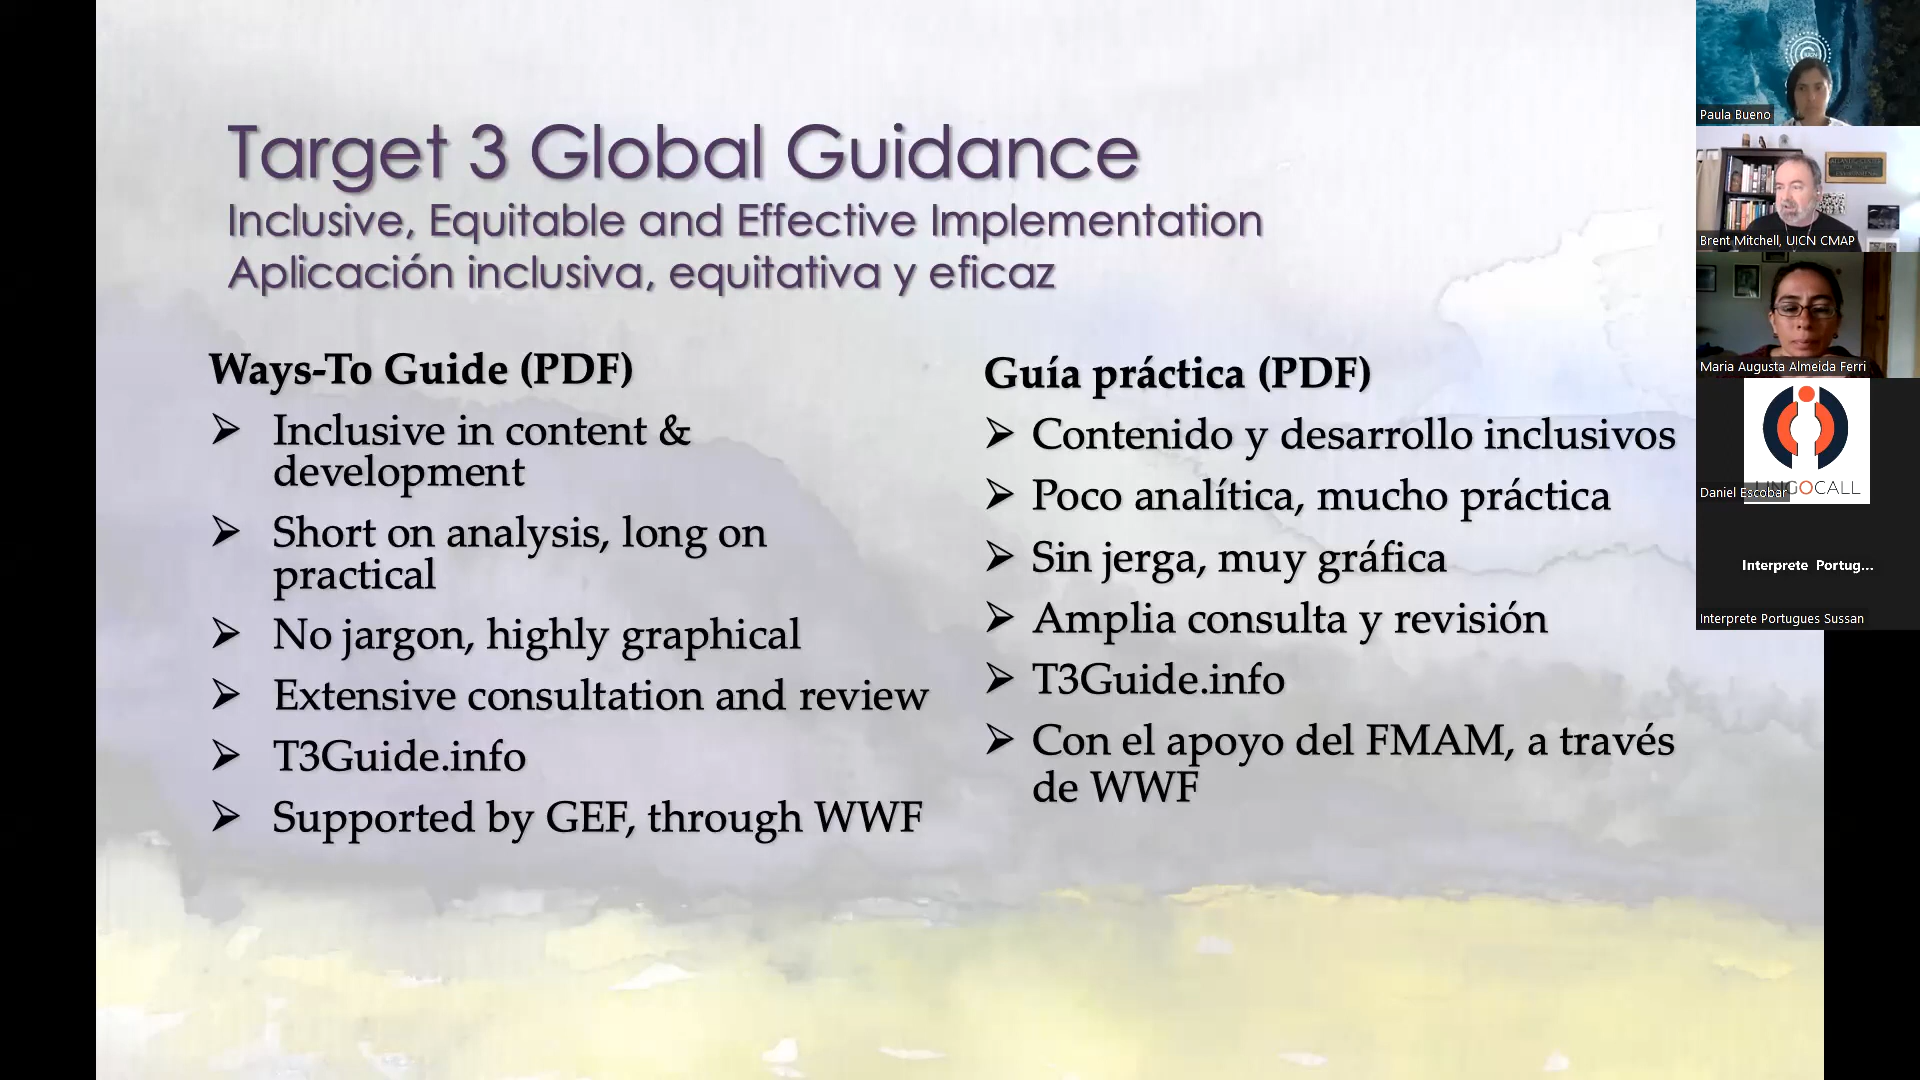 Target 3 Global Guidance
Inclusive, Equitable and Effective Implementation
Aplicación inclusiva, equitativa y eficaz
Ways-To Guide (PDF)
Inclusive in content &
development
Short on analysis, long on
practical
No jargon, highly graphical
Extensive consultation and review
T3Guide.info
Supported by GEF, through WWF
Guía práctica (PDF)
Contenido y desarrollo inclusivos
Poco analítica, mucho práctica
Sin jerga, muy gráfica
Amplia consulta y revisión
T3Guide.info
Con el apoyo del FMAM, a través
de WWF
Paula Bueno
Brent Mitchell, UICN CMAP
Maria Augusta Almeida Ferri
Daniel Escobar
Interprete Portug...
Interprete Portugues Sussan